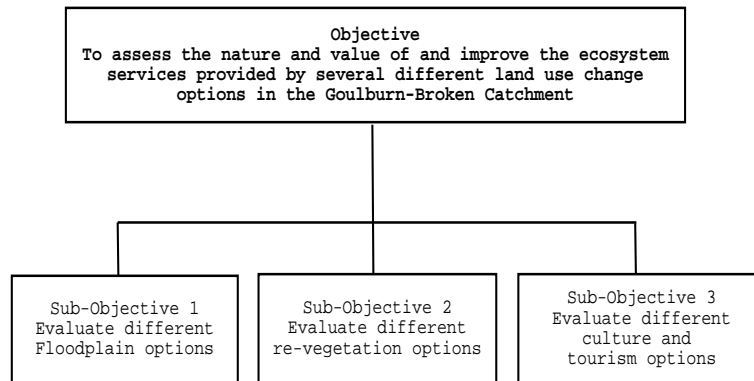 Objective
To assess the nature and value of and improve the ecosystem
services provided by several different land use change
options in the Goulburn-Broken Catchment
Sub-Objective 1
Evaluate different
Floodplain options
Sub-Objective 2
Evaluate different
re-vegetation options
Sub-Objective 3
Evaluate different
culture and
tourism options